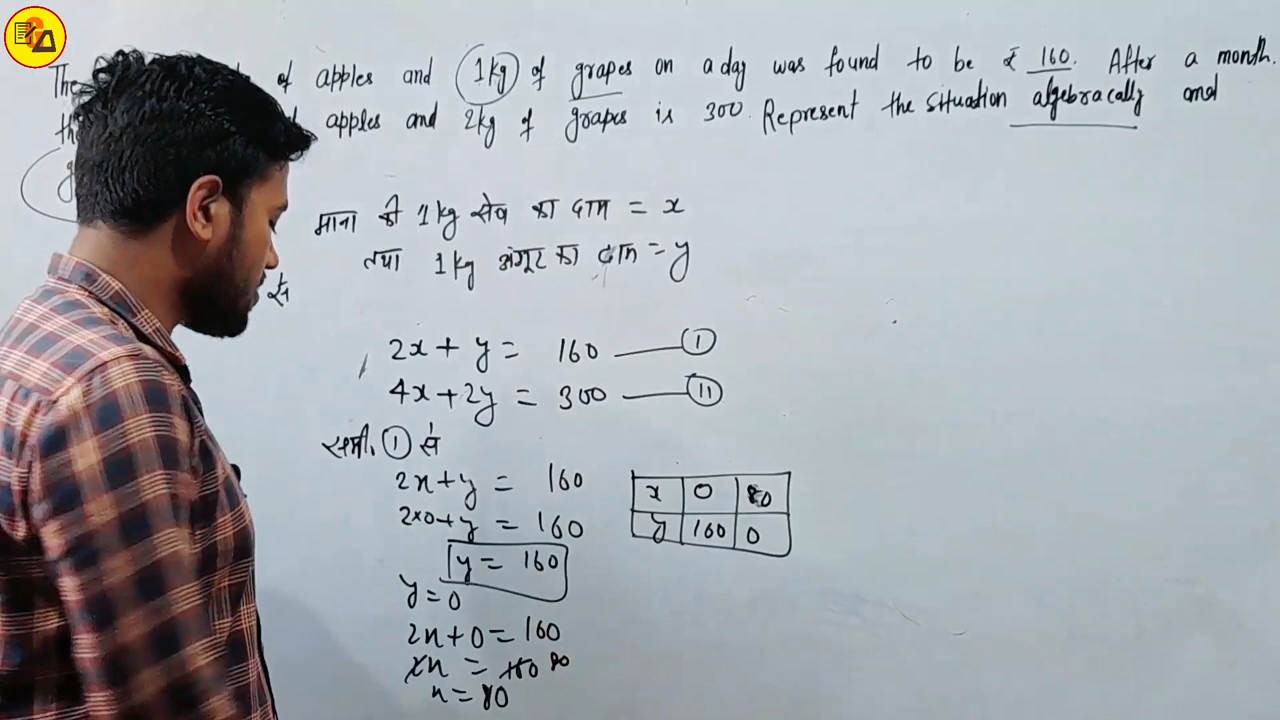 The of apples and 1kg of grapes on a day was found to be ₹ 160. After a month.
the apples and 2kg of grapes is 300. Represent the situation algebracally and
g
माना की 1kg सेव का दाम = x
तथा 1kg अंगूर का दाम = y
से
2x + y = 160 — I
4x + 2y = 300 — II
समी. I से
2x + y = 160
2×0 + y = 160
y = 160
y = 0
2x + 0 = 160
2x = 160 80
x = 80
x 0 80
y 160 0